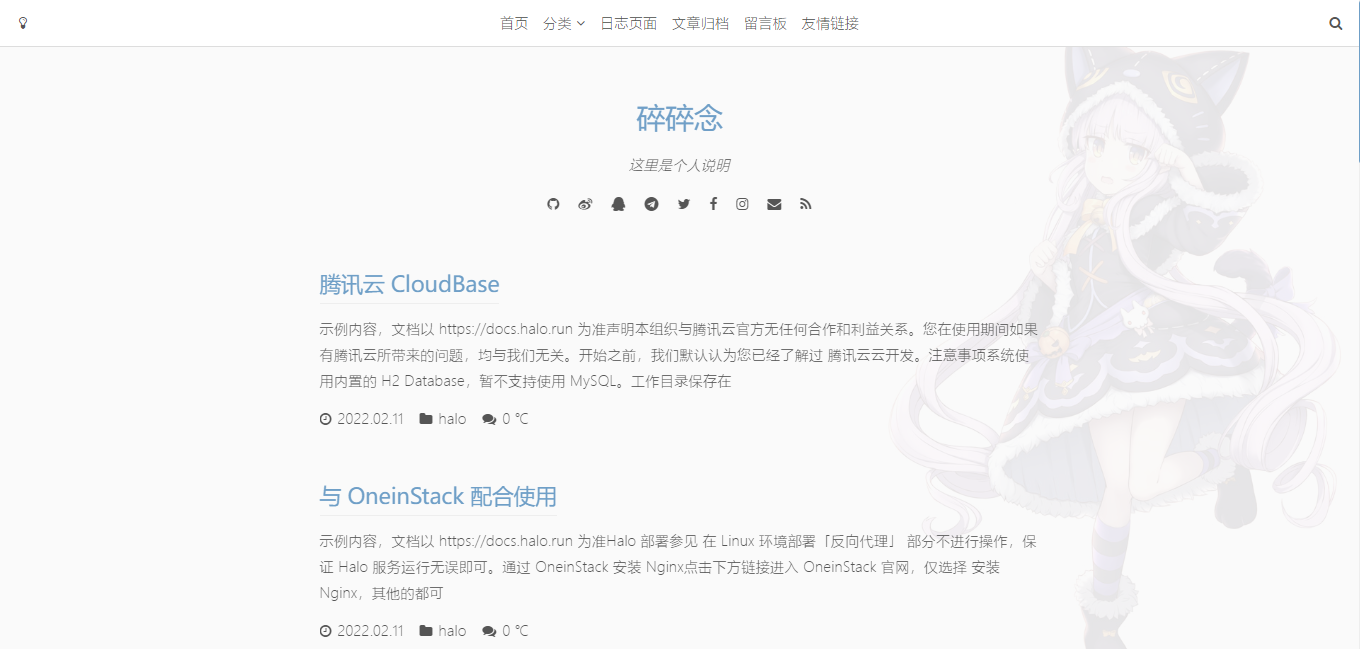 首页 分类 日志页面 文章归档 留言板 友情链接
碎碎念
这里是个人说明
腾讯云 CloudBase
示例内容，文档以 https://docs.halo.run 为准声明本组织与腾讯云官方无任何合作和利益关系。您在使用期间如果
有腾讯云所带来的问题，均与我们无关。开始之前，我们默认认为您已经了解过 腾讯云云开发。注意事项系统使
用内置的 H2 Database，暂不支持使用 MySQL。工作目录保存在
2022.02.11 halo 0 ℃
与 OneinStack 配合使用
示例内容，文档以 https://docs.halo.run 为准Halo 部署参见 在 Linux 环境部署「反向代理」 部分不进行操作，保
证 Halo 服务运行无误即可。通过 OneinStack 安装 Nginx点击下方链接进入 OneinStack 官网，仅选择 安装
Nginx，其他的都可
2022.02.11 halo 0 ℃